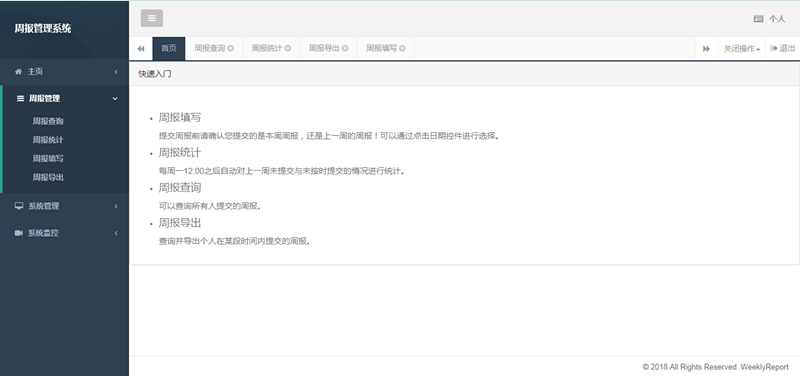 周报管理系统
个人
首页 周报查询 周报统计 周报导出 周报填写 关闭操作 退出
主页
周报管理
周报查询
周报统计
周报填写
周报导出
系统管理
系统监控
快速入门
周报填写
提交周报前请确认您提交的是本周周报，还是上一周的周报！可以通过点击日期控件进行选择。
周报统计
每周一12:00之后自动对上一周未提交与未按时提交的情况进行统计。
周报查询
可以查询所有人提交的周报。
周报导出
查询并导出个人在某段时间内提交的周报。
© 2018 All Rights Reserved. WeeklyReport